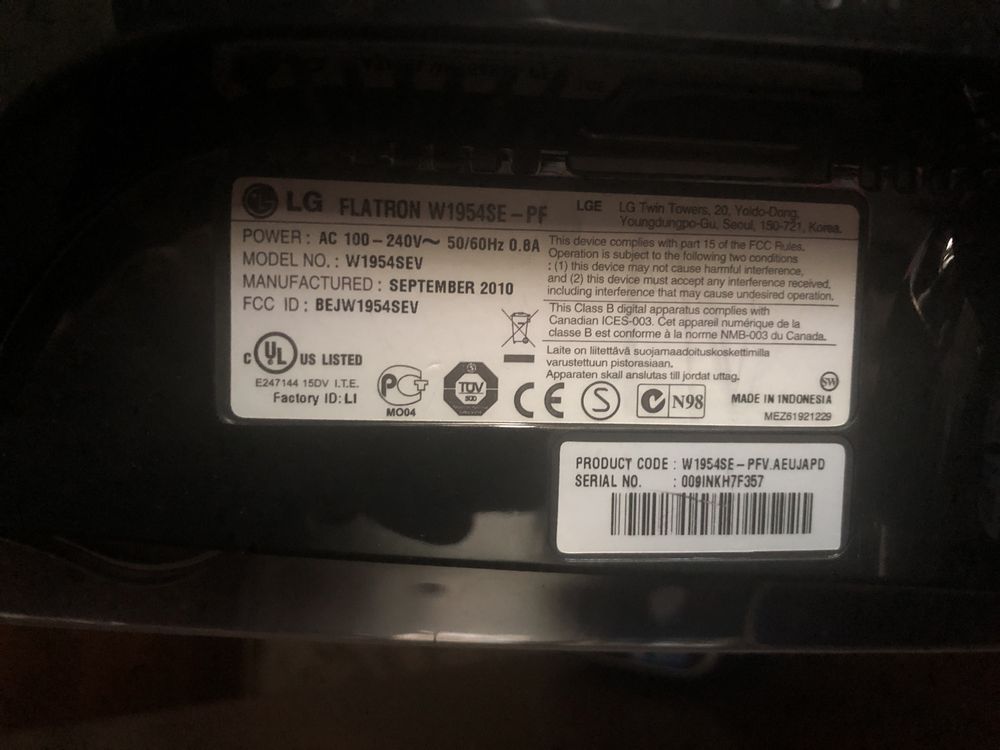 LG FLATRON W1954SE-PF
LGE LG Twin Towers, 20, Yoido-Dong,
Youngdungpo-Gu, Seoul, 150-721, Korea.
POWER : AC 100-240V~ 50/60Hz 0.8A
MODEL NO. : W1954SEV
MANUFACTURED : SEPTEMBER 2010
FCC ID : BEJW1954SEV
This device complies with part 15 of the FCC Rules.
Operation is subject to the following two conditions
: (1) this device may not cause harmful interference,
and (2) this device must accept any interference received,
including interference that may cause undesired operation.
This Class B digital apparatus complies with
Canadian ICES-003. Cet appareil numérique de la
classe B est conforme à la norme NMB-003 du Canada.
Laite on liitettävä suojamaadoituskoskettimilla
varustettuun pistorasiaan.
Apparaten skall anslutas till jordat uttag.
C UL US LISTED
E247144 15DV I.T.E.
Factory ID: LI
PCT
MO04
TÜV
SÜD
CE
S
N98
SW
MADE IN INDONESIA
MEZ61921229
PRODUCT CODE : W1954SE-PFV.AEUJAPD
SERIAL NO. : 009INKH7F357